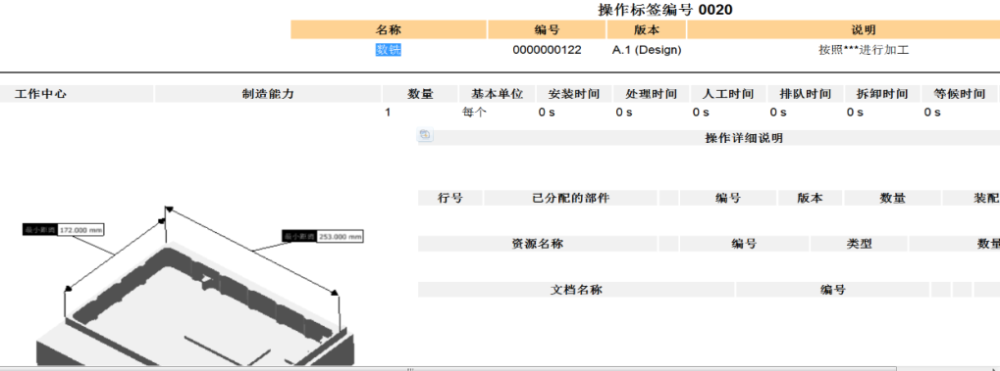 操作标签编号 0020
名称 编号 版本 说明
数铣 0000000122 A.1 (Design) 按照***进行加工
工作中心 制造能力 数量 基本单位 安装时间 处理时间 人工时间 排队时间 拆卸时间 等候时间
1 每个 0 s 0 s 0 s 0 s 0 s 0 s
操作详细说明
行号 已分配的部件 编号 版本 数量 装配
最小距离 172.000 mm
最小距离 253.000 mm
资源名称 编号 类型 数量
文档名称 编号